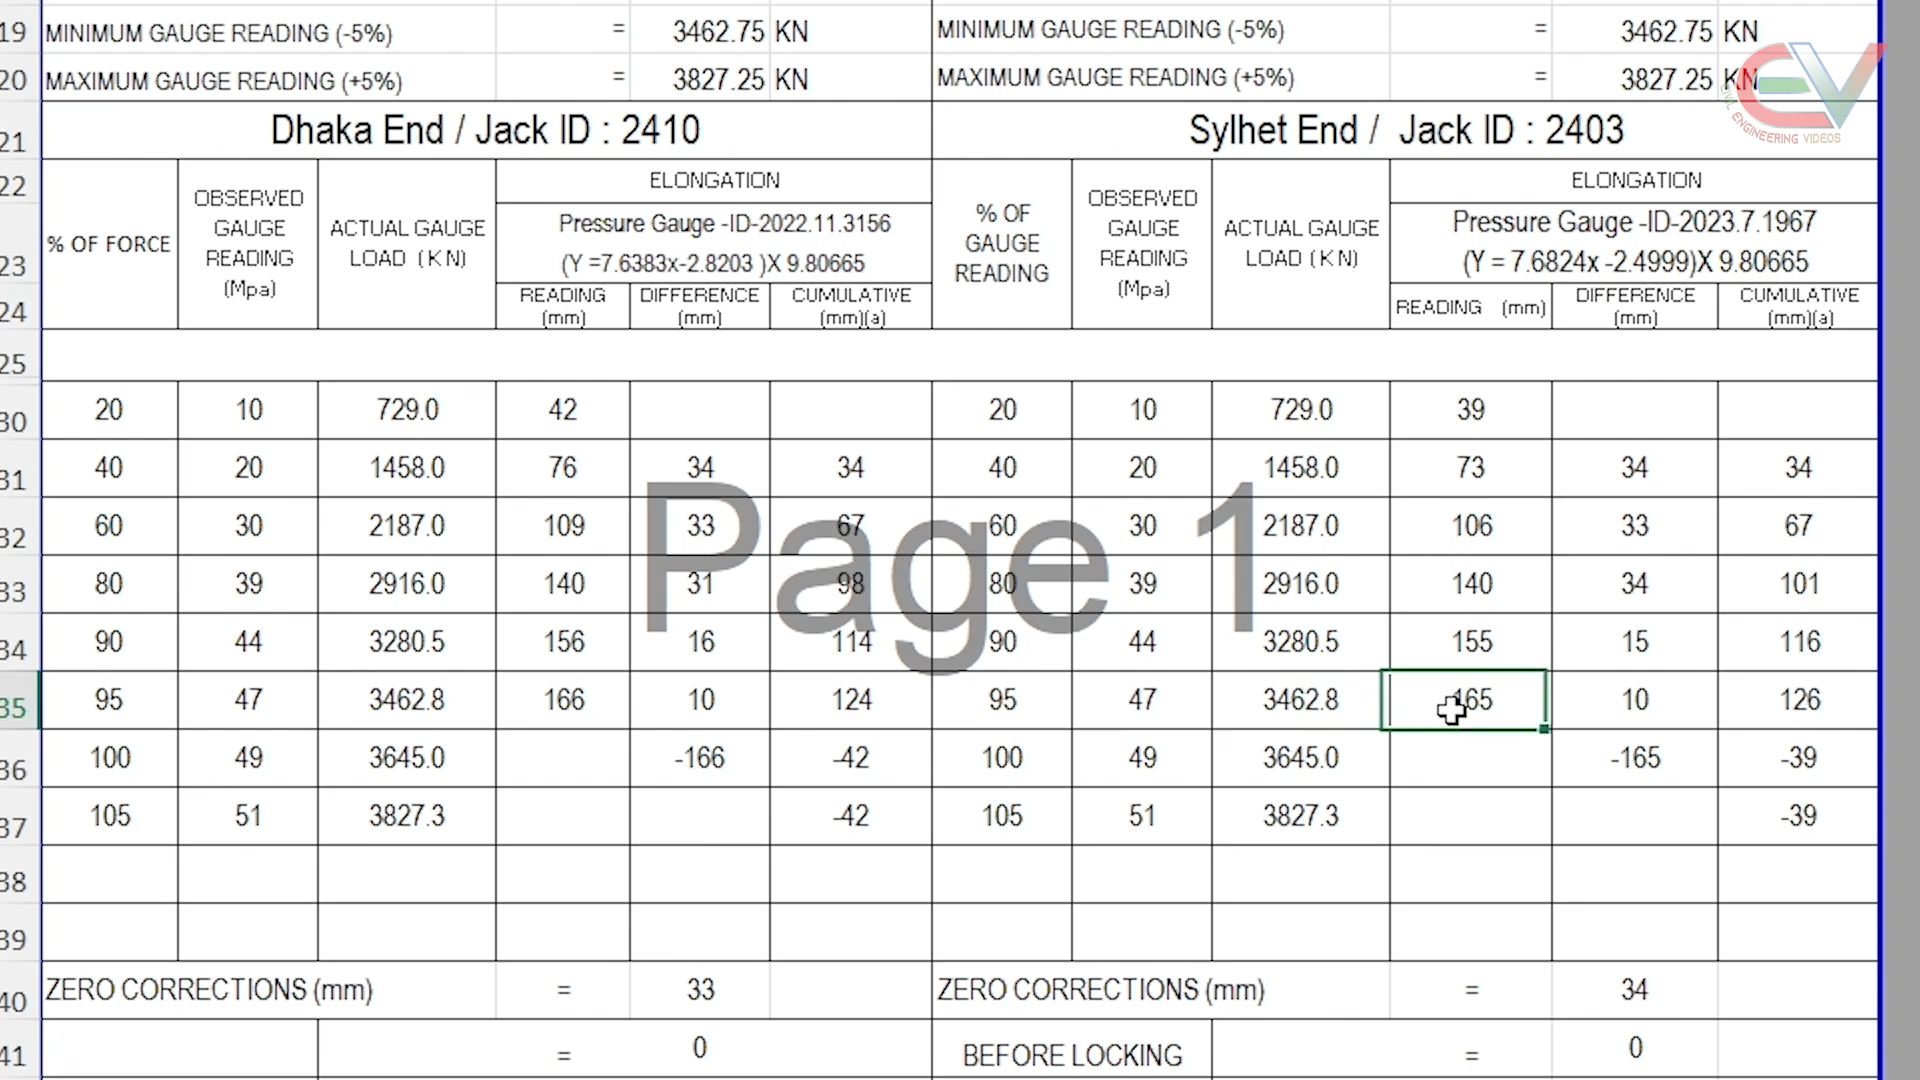 19 MINIMUM GAUGE READING (-5%) = 3462.75 KN MINIMUM GAUGE READING (-5%) = 3462.75 KN
20 MAXIMUM GAUGE READING (+5%) = 3827.25 KN MAXIMUM GAUGE READING (+5%) = 3827.25 KN
CIVIL ENGINEERING VIDEOS
21 Dhaka End / Jack ID : 2410 Sylhet End / Jack ID : 2403
22 % OF FORCE OBSERVED GAUGE READING (Mpa) ACTUAL GAUGE LOAD (KN) ELONGATION % OF GAUGE READING OBSERVED GAUGE READING (Mpa) ACTUAL GAUGE LOAD (KN) ELONGATION
Pressure Gauge -ID-2022.11.3156 Pressure Gauge -ID-2023.7.1967
23 (Y =7.6383x-2.8203 )X 9.80665 (Y = 7.6824x -2.4999)X 9.80665
24 READING (mm) DIFFERENCE (mm) CUMULATIVE (mm)(a) READING (mm) DIFFERENCE (mm) CUMULATIVE (mm)(a)
25
30 20 10 729.0 42 20 10 729.0 39
31 40 20 1458.0 76 34 34 40 20 1458.0 73 34 34
32 60 30 2187.0 109 33 67 60 30 2187.0 106 33 67
Page 1
33 80 39 2916.0 140 31 98 80 39 2916.0 140 34 101
34 90 44 3280.5 156 16 114 90 44 3280.5 155 15 116
35 95 47 3462.8 166 10 124 95 47 3462.8 165 10 126
36 100 49 3645.0 -166 -42 100 49 3645.0 -165 -39
37 105 51 3827.3 -42 105 51 3827.3 -39
38
39
40 ZERO CORRECTIONS (mm) = 33 ZERO CORRECTIONS (mm) = 34
41 = 0 BEFORE LOCKING = 0